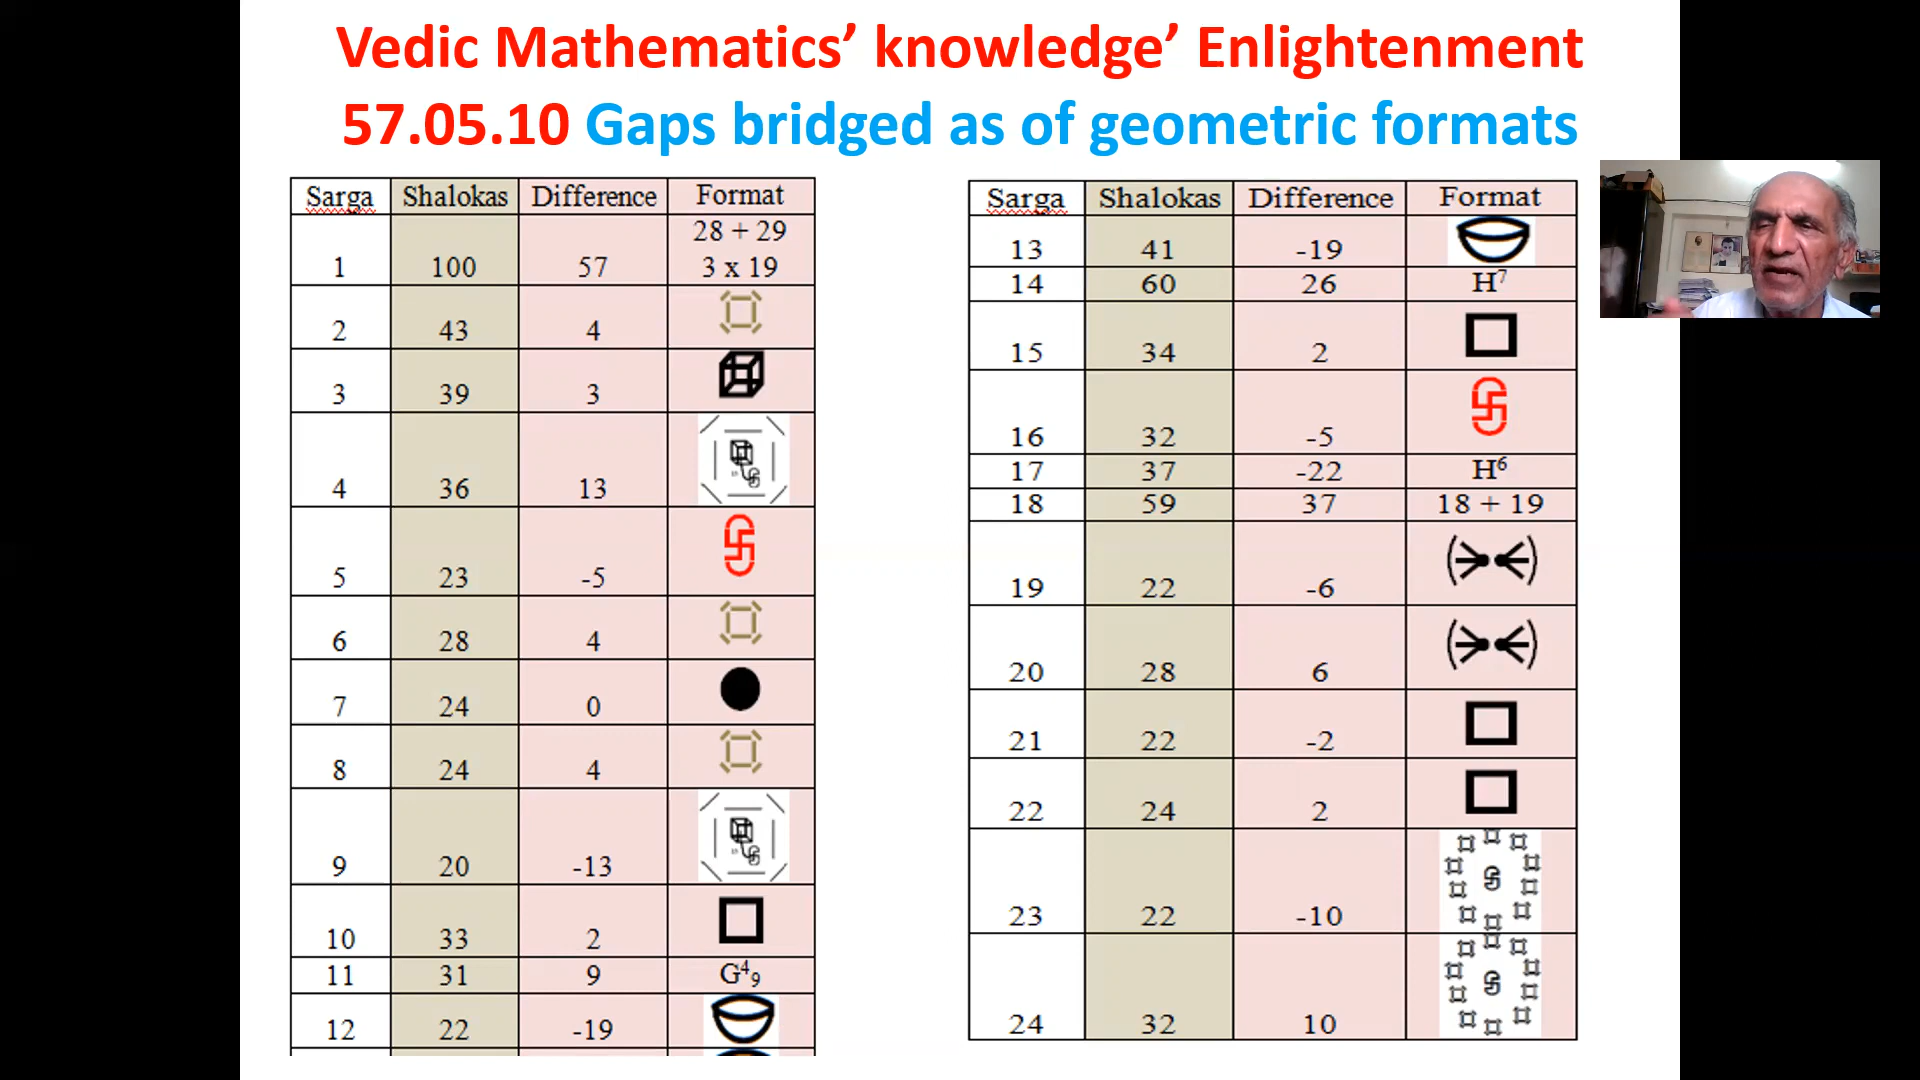 Vedic Mathematics’ knowledge’ Enlightenment
57.05.10 Gaps bridged as of geometric formats
Sarga Shalokas Difference Format
1 100 57 28 + 29
3 x 19
2 43 4
3 39 3
4 36 13
5 23 -5
6 28 4
7 24 0
8 24 4
9 20 -13
10 33 2
11 31 9 G⁴₉
12 22 -19
Sarga Shalokas Difference Format
13 41 -19
14 60 26 H⁷
15 34 2
16 32 -5
17 37 -22 H⁶
18 59 37 18 + 19
19 22 -6
20 28 6
21 22 -2
22 24 2
23 22 -10
24 32 10